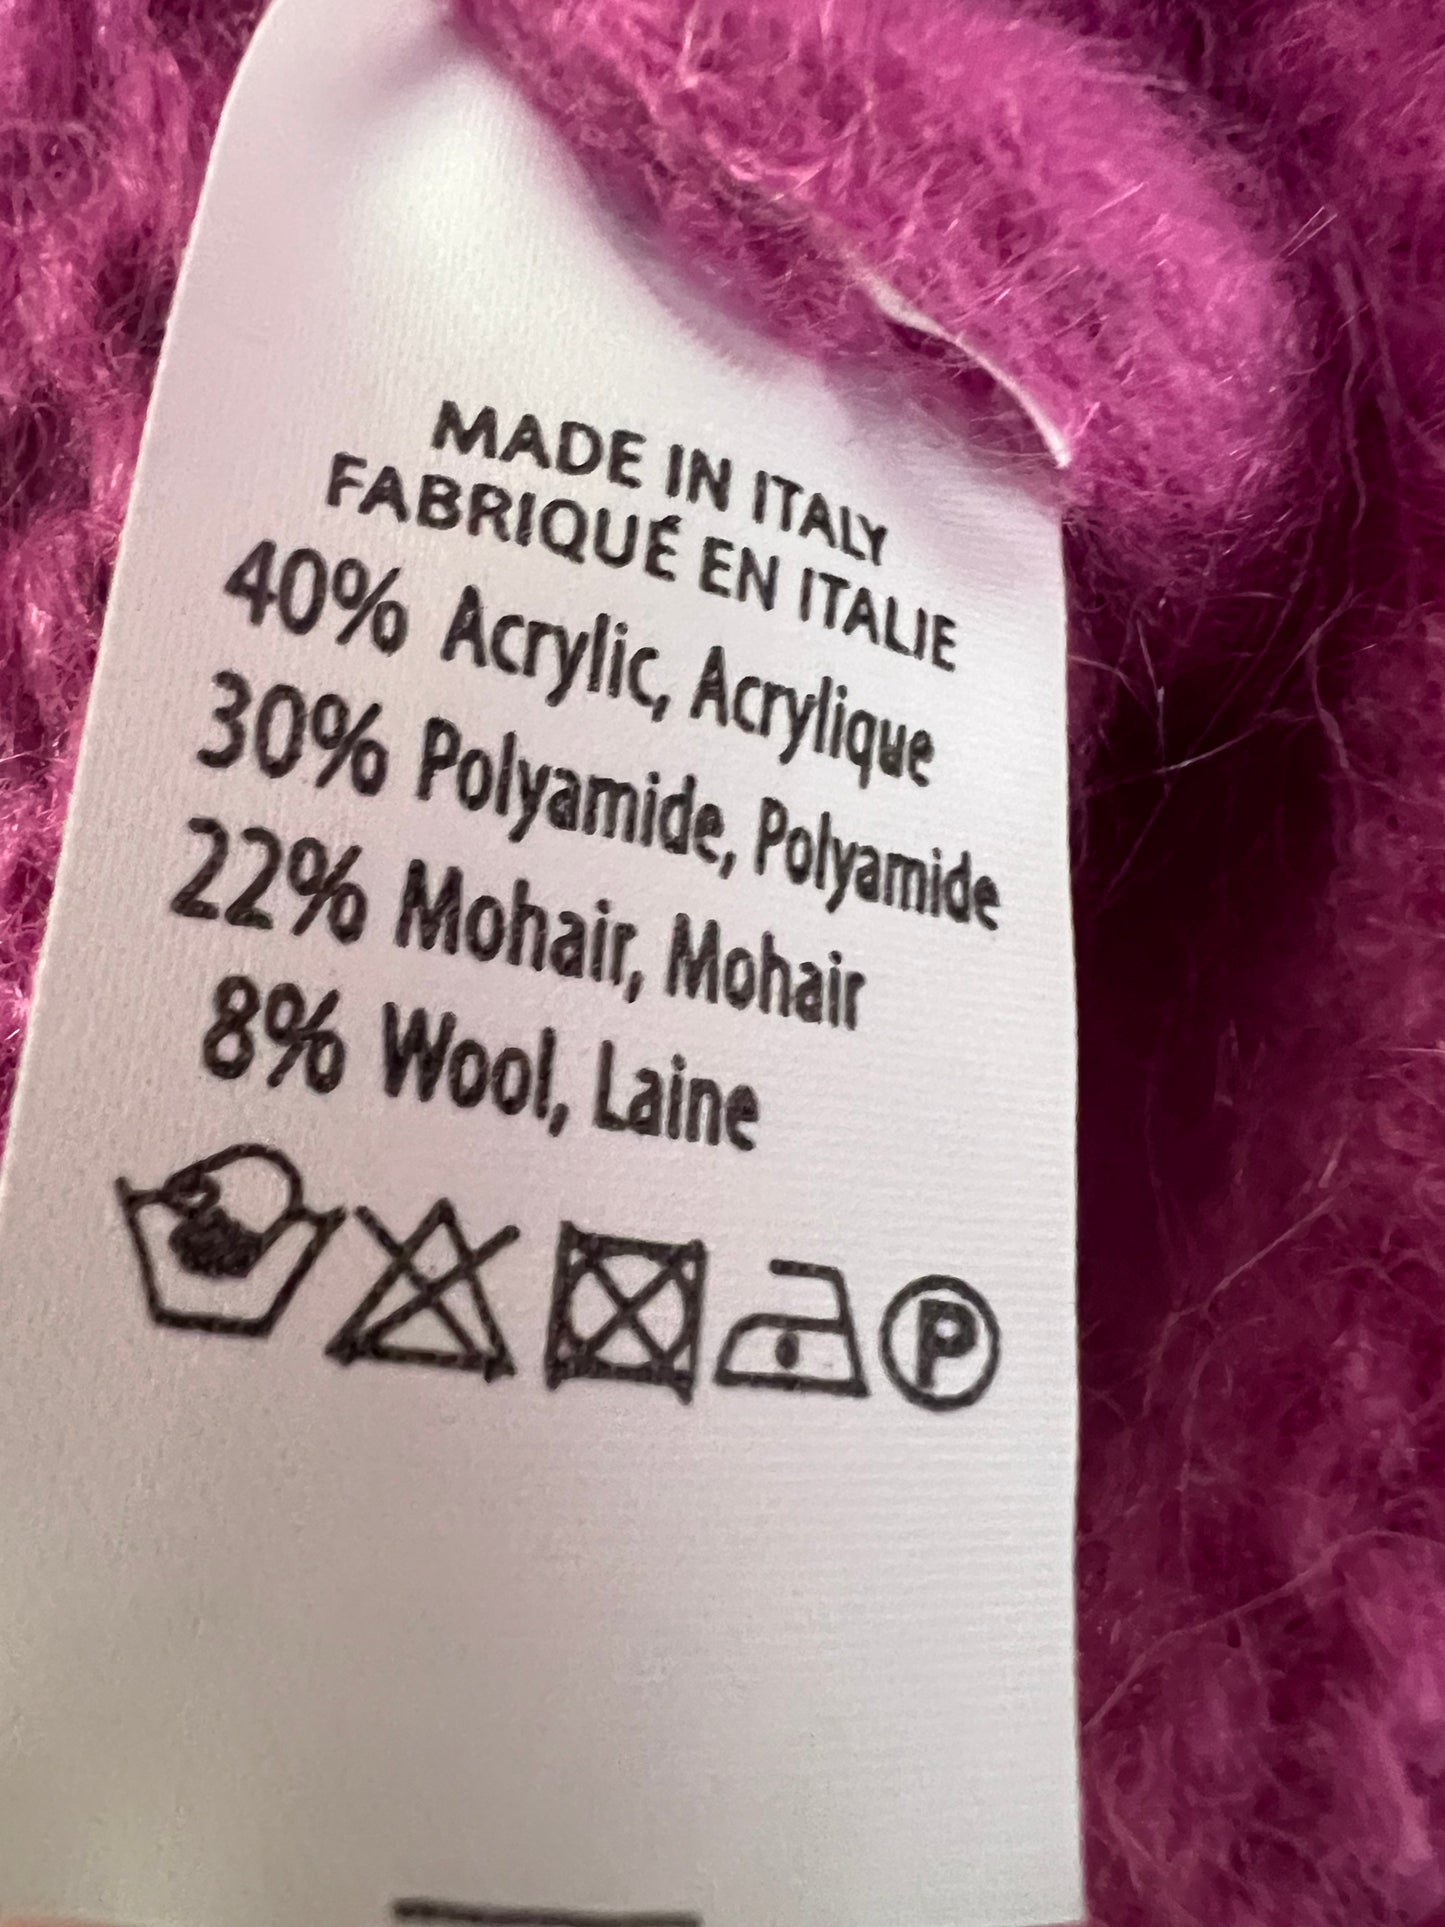 MADE IN ITALY
FABRIQUÉ EN ITALIE
40% Acrylic, Acrylique
30% Polyamide, Polyamide
22% Mohair, Mohair
8% Wool, Laine
P